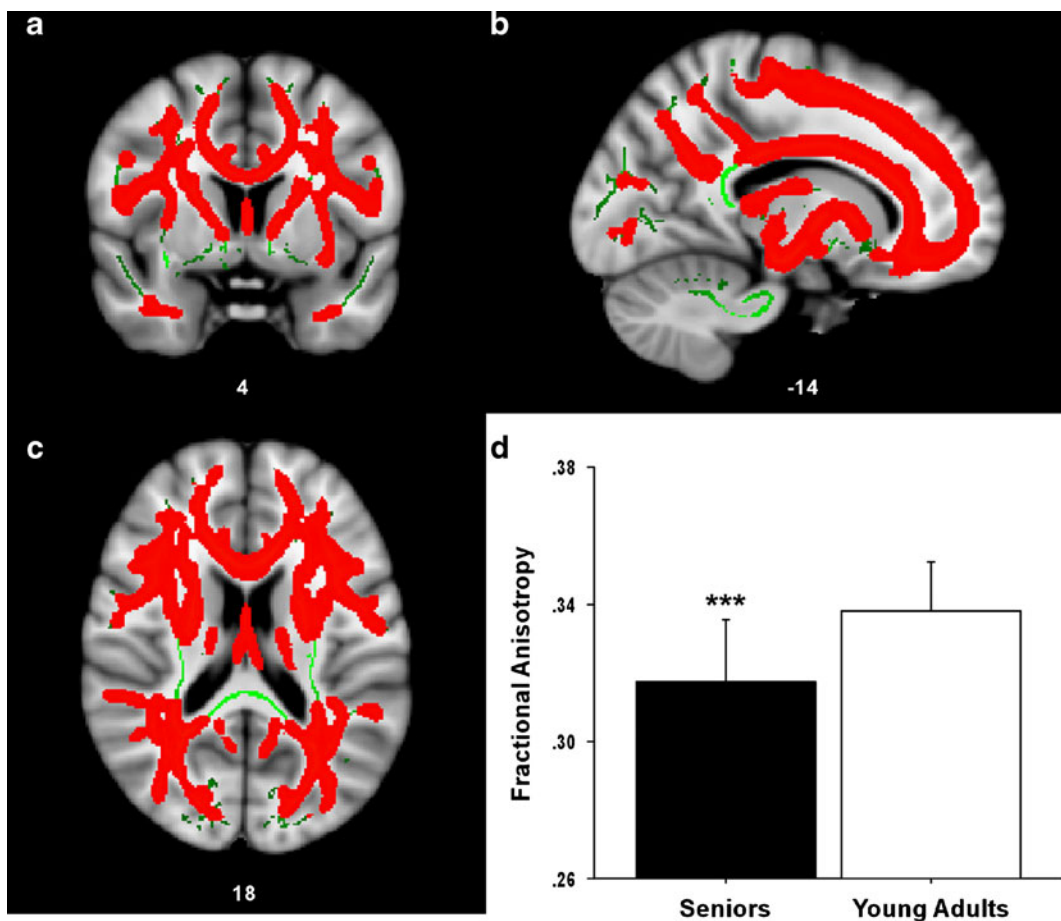 a
b
4
-14
c
d
18
.38
.34
.30
.26
Fractional Anisotropy
***
Seniors
Young Adults